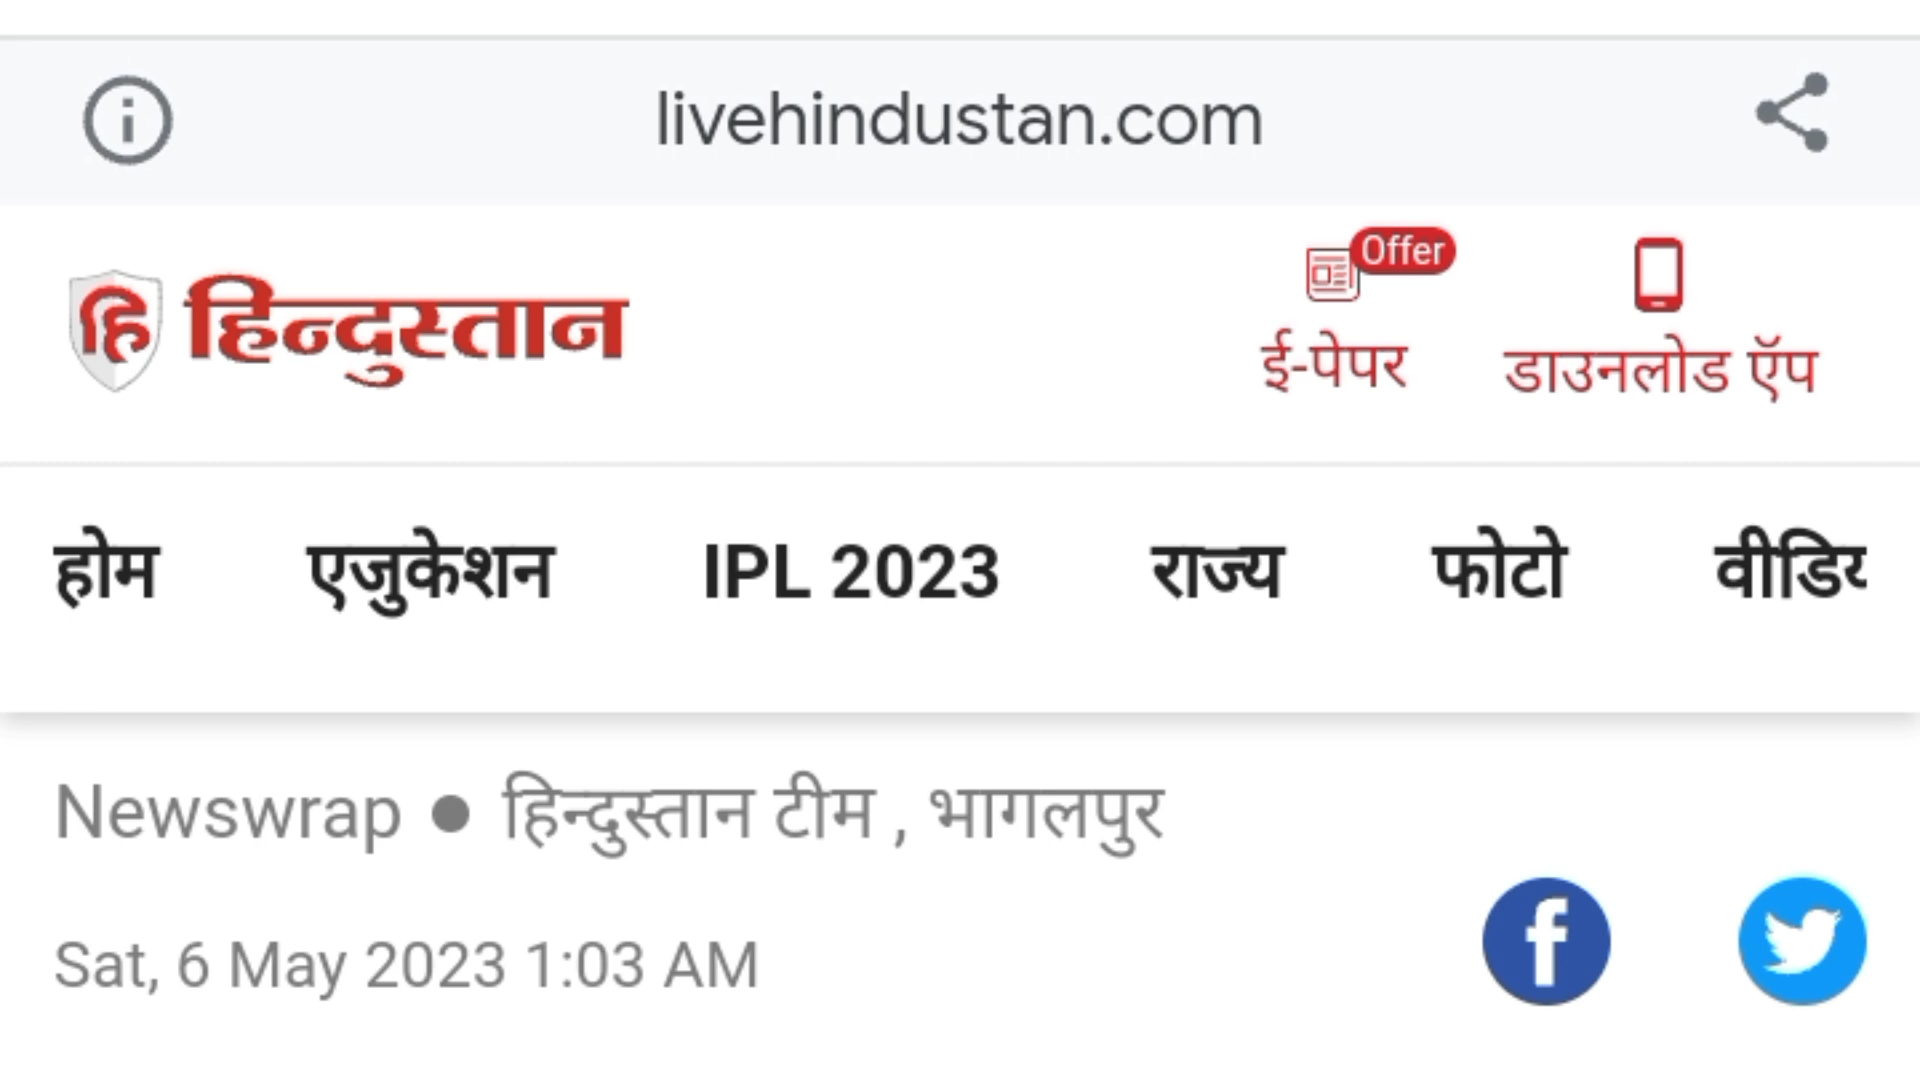 livehindustan.com
हि हिन्दुस्तान
Offer
ई-पेपर डाउनलोड ऍप
होम एजुकेशन IPL 2023 राज्य फोटो वीडिय
Newswrap ● हिन्दुस्तान टीम , भागलपुर
Sat, 6 May 2023 1:03 AM